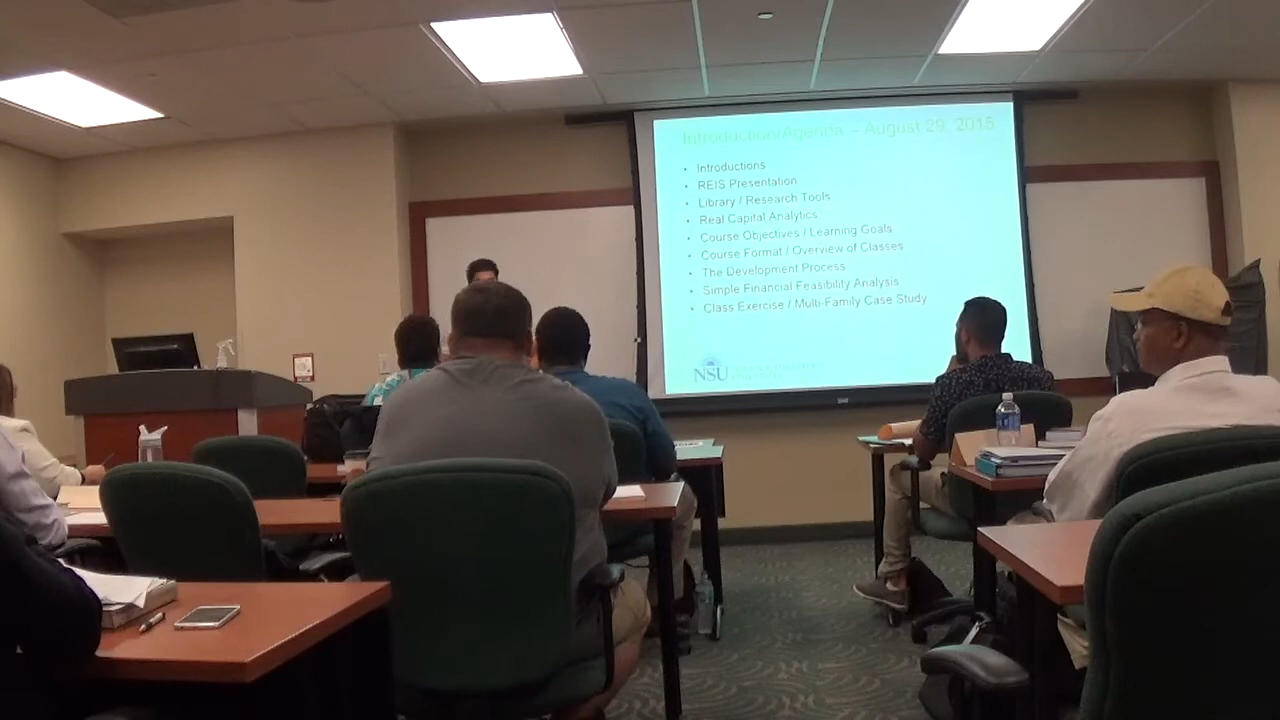 Introduction/Agenda – August 29, 2015
• Introductions
• REIS Presentation
• Library / Research Tools
• Real Capital Analytics
• Course Objectives / Learning Goals
• Course Format / Overview of Classes
• The Development Process
• Simple Financial Feasibility Analysis
• Class Exercise / Multi-Family Case Study
NSU